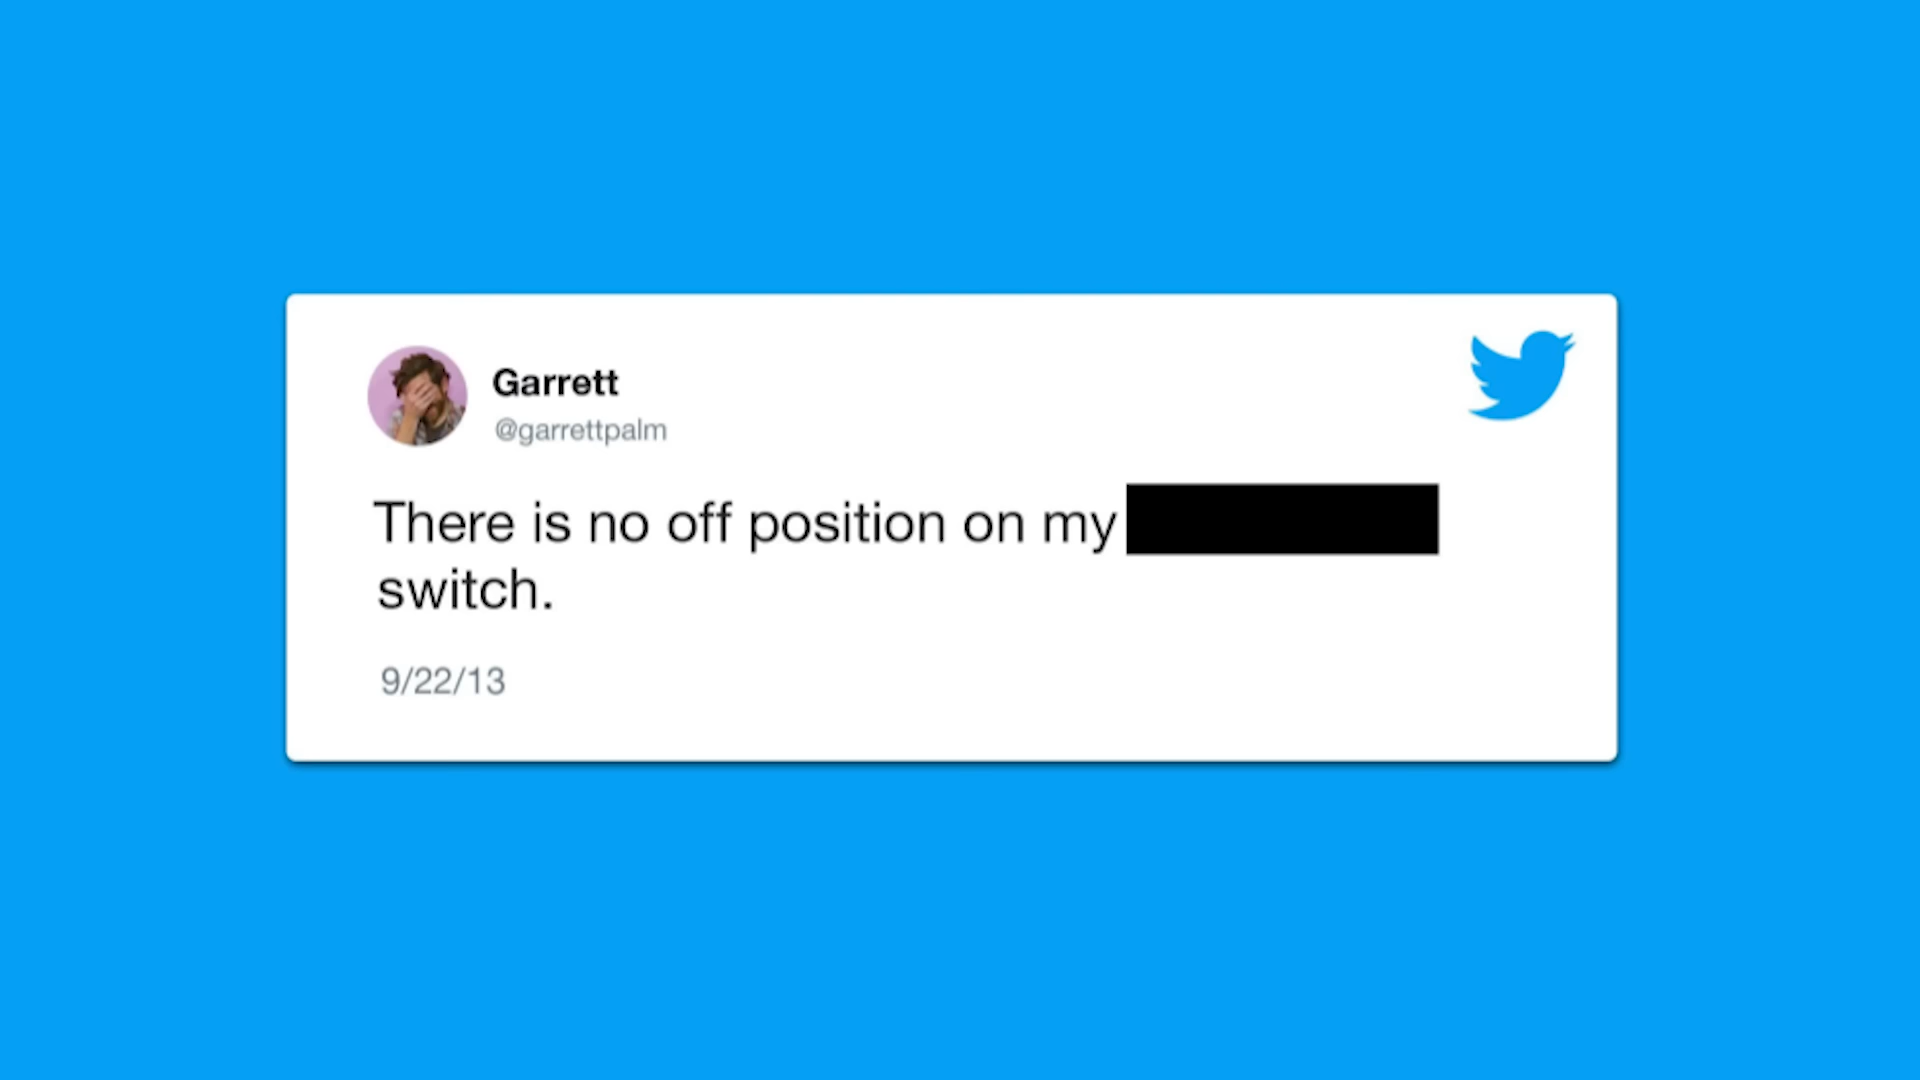 Garrett
@garrettpalm
There is no off position on my
switch.
9/22/13